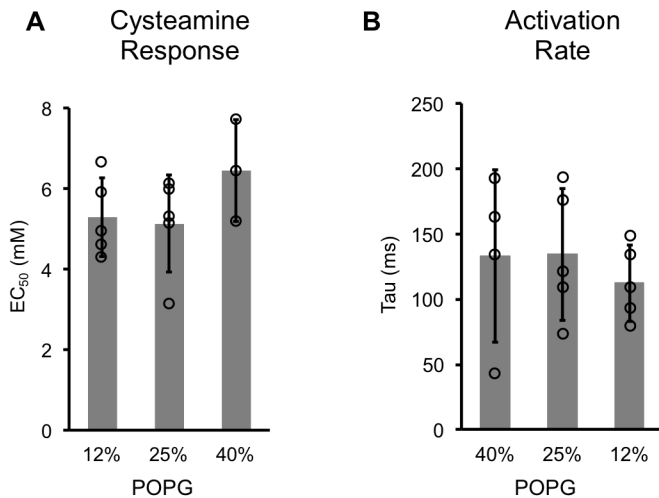 A
Cysteamine
Response
EC50 (mM)
8
6
4
2
0
12% 25% 40%
POPG
B
Activation
Rate
Tau (ms)
250
200
150
100
50
0
40% 25% 12%
POPG